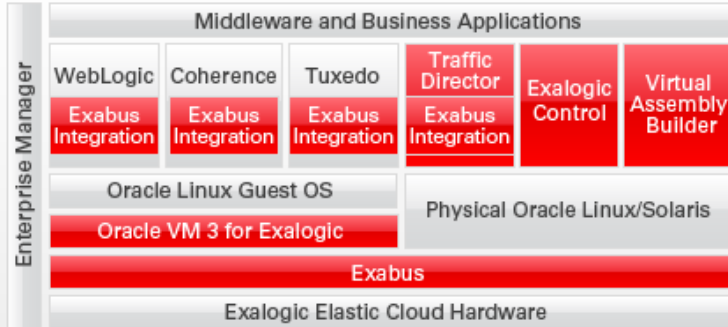 Enterprise Manager
Middleware and Business Applications
WebLogic
Exabus
Integration
Coherence
Exabus
Integration
Tuxedo
Exabus
Integration
Traffic
Director
Exabus
Integration
Exalogic
Control
Virtual
Assembly
Builder
Oracle Linux Guest OS
Oracle VM 3 for Exalogic
Physical Oracle Linux/Solaris
Exabus
Exalogic Elastic Cloud Hardware